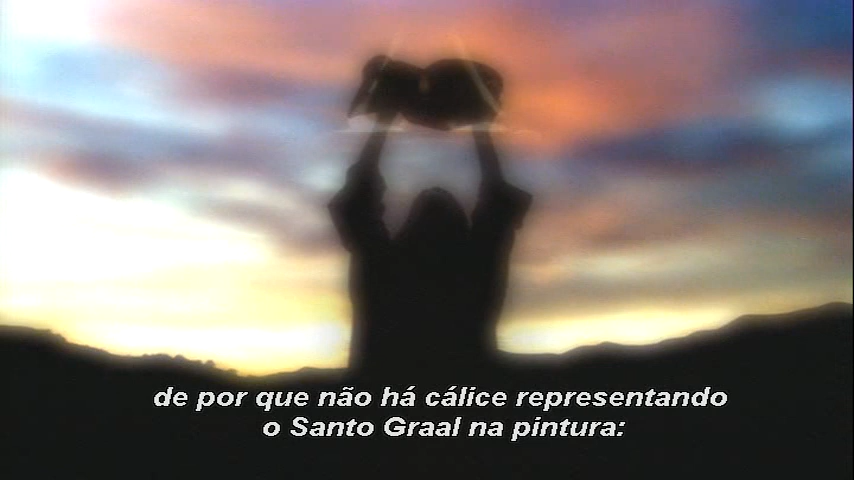 de por que não há cálice representando
o Santo Graal na pintura: